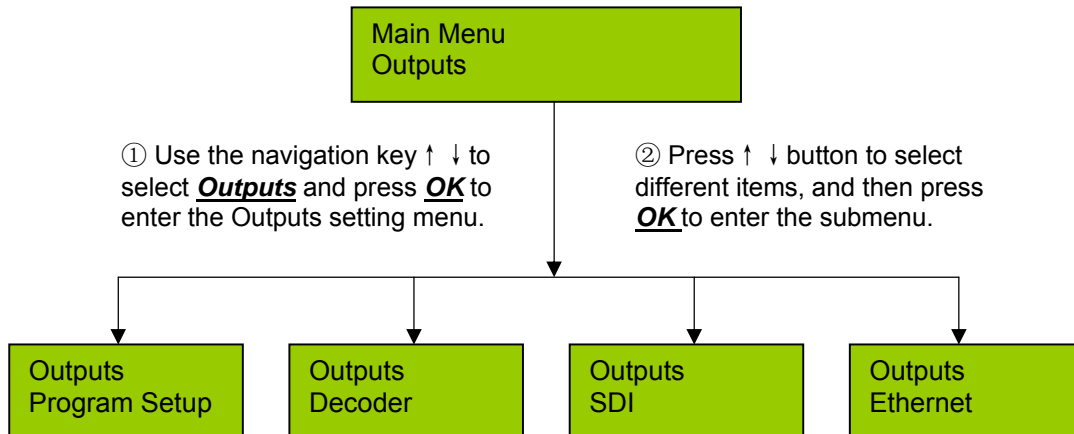 Main Menu
Outputs
① Use the navigation key ↑ ↓ to
select Outputs and press OK to
enter the Outputs setting menu.
② Press ↑ ↓ button to select
different items, and then press
OK to enter the submenu.
Outputs
Program Setup
Outputs
Decoder
Outputs
SDI
Outputs
Ethernet